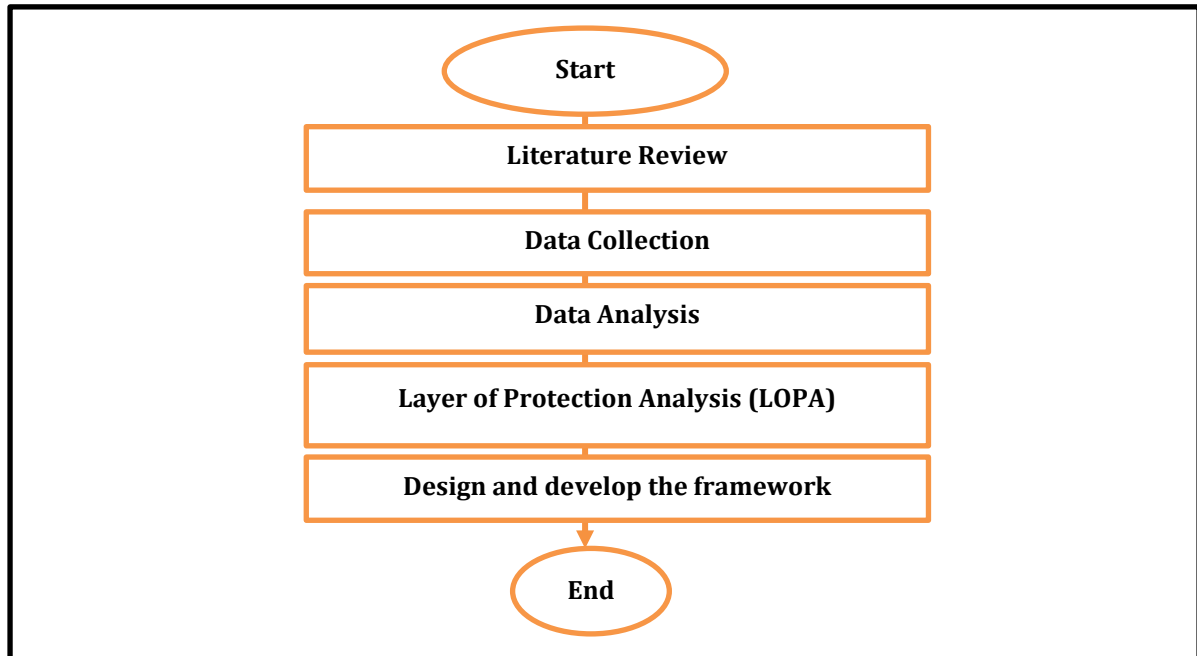 Start
Literature Review
Data Collection
Data Analysis
Layer of Protection Analysis (LOPA)
Design and develop the framework
End